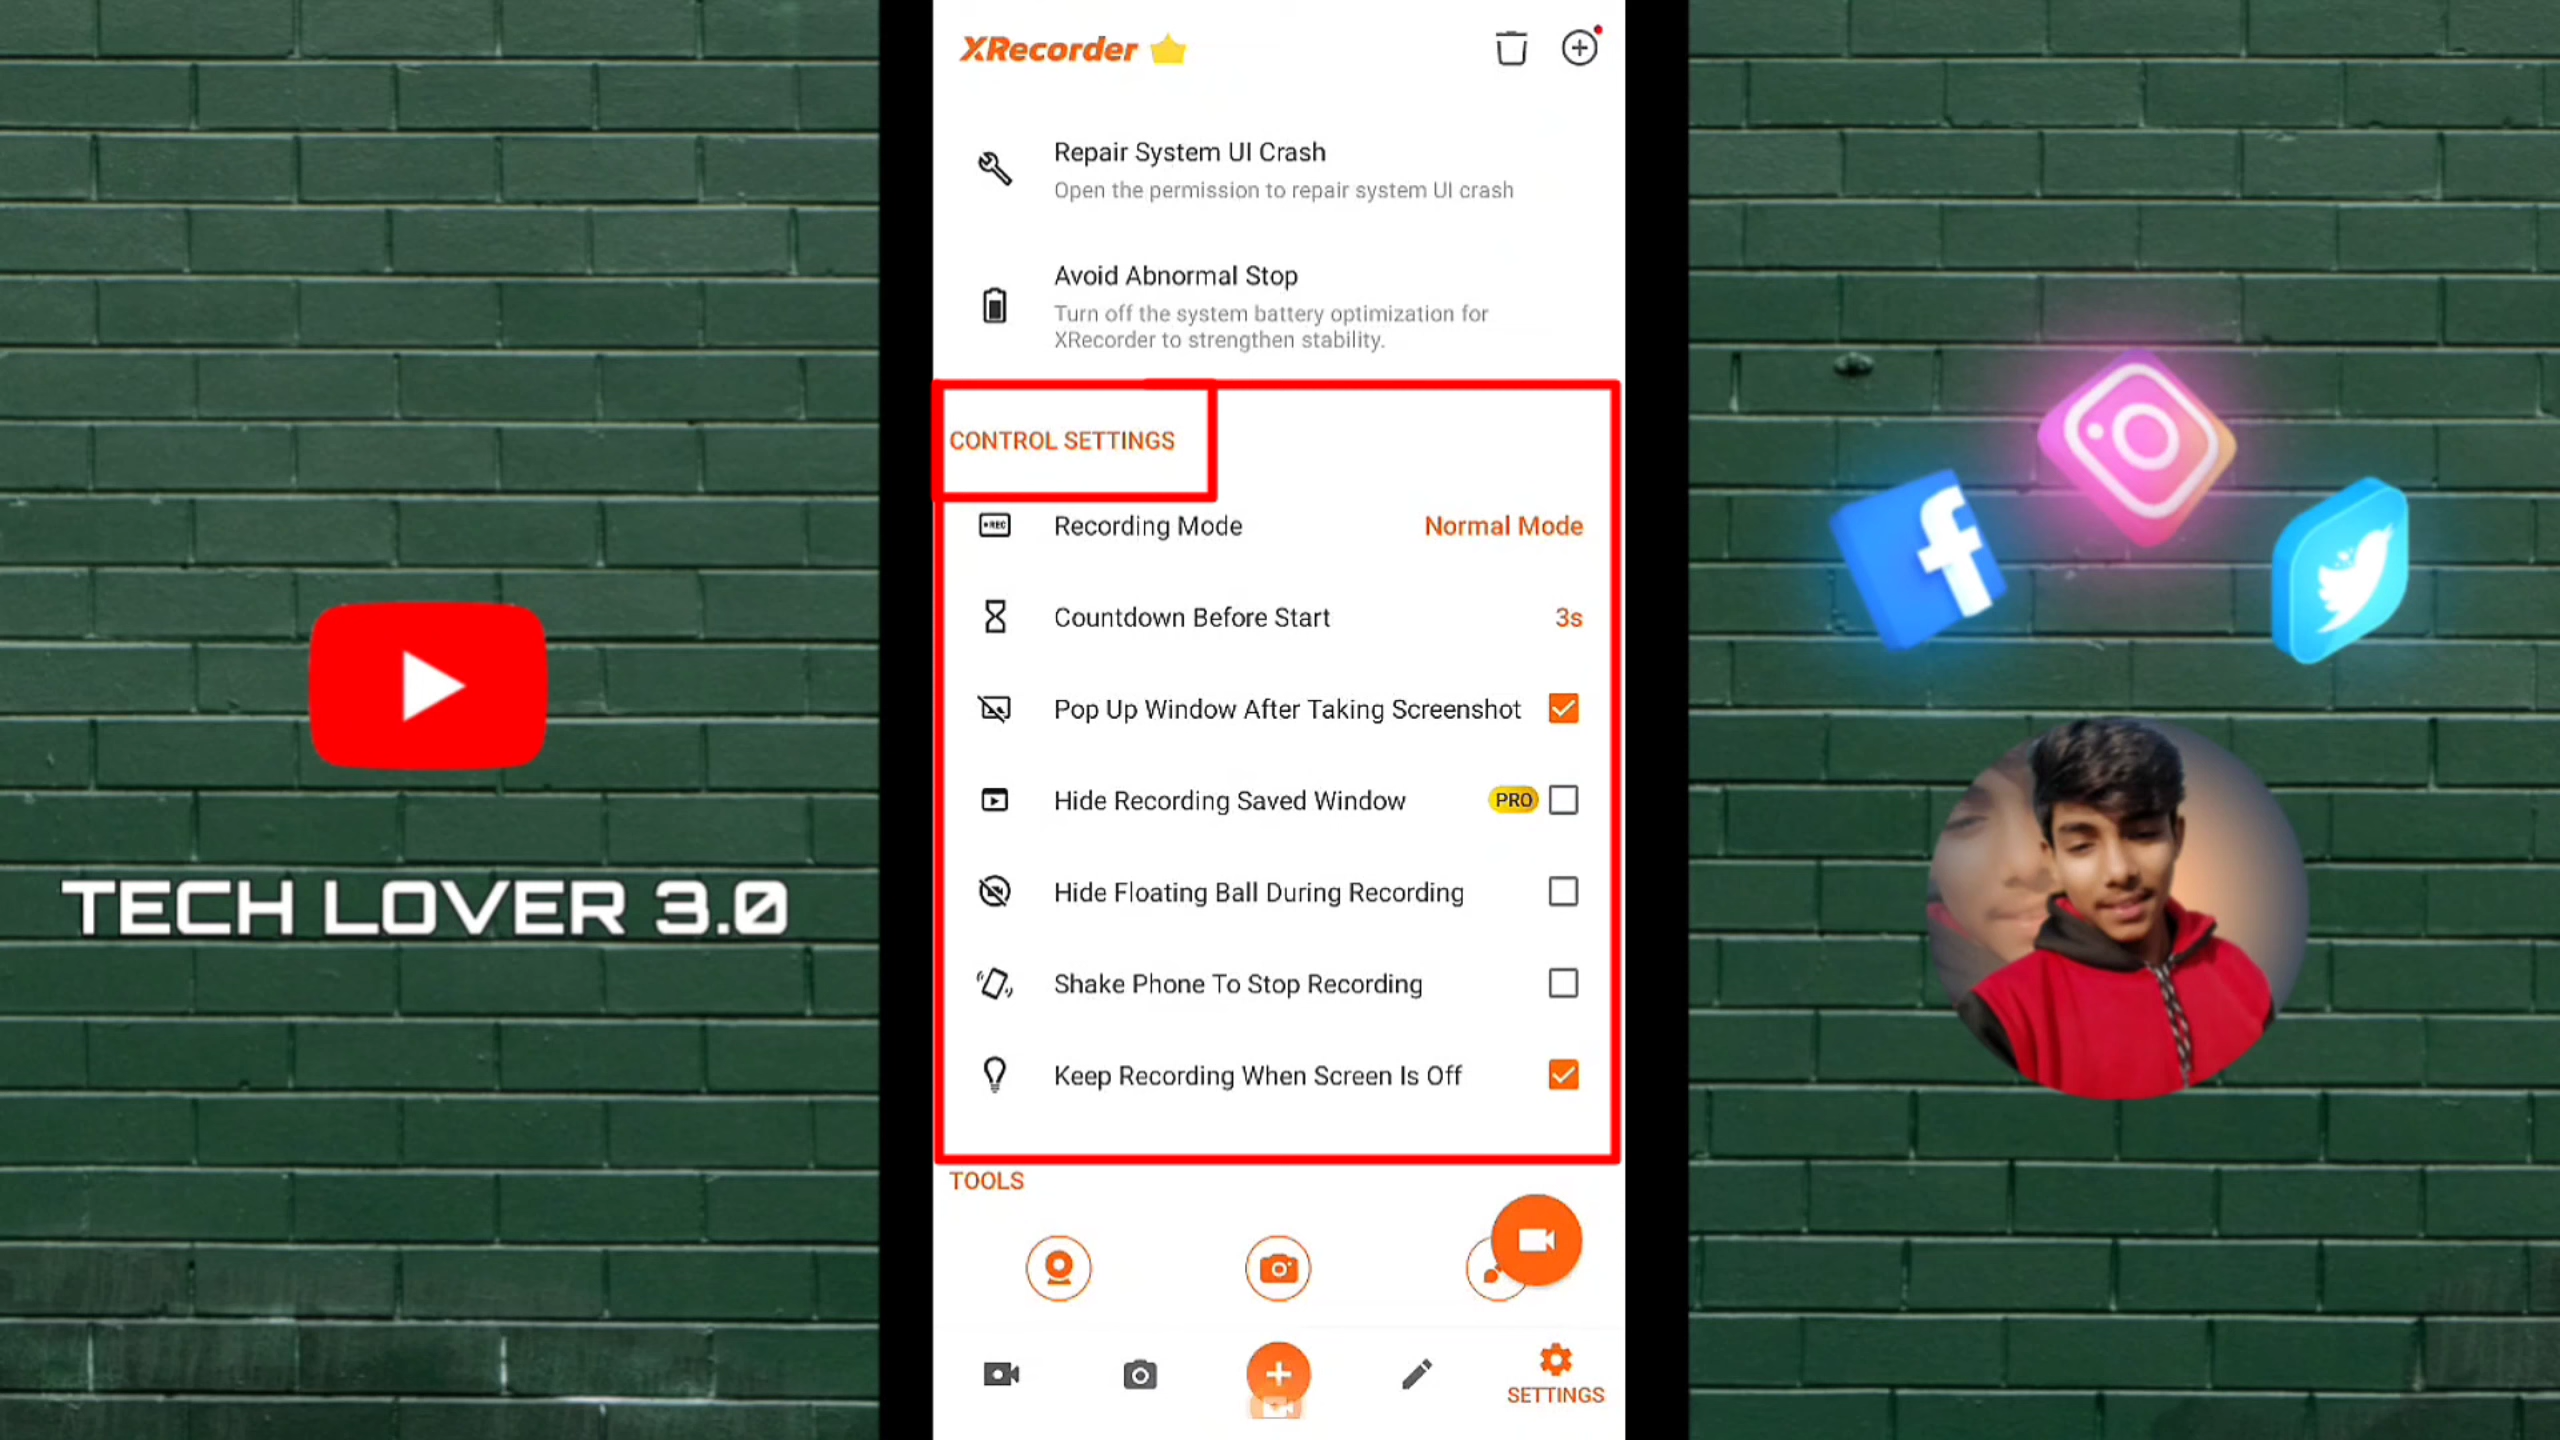 XRecorder
Repair System UI Crash
Open the permission to repair system UI crash
Avoid Abnormal Stop
Turn off the system battery optimization for
XRecorder to strengthen stability.
CONTROL SETTINGS
REC
Recording Mode
Normal Mode
Countdown Before Start
3s
Pop Up Window After Taking Screenshot
Hide Recording Saved Window
PRO
Hide Floating Ball During Recording
Shake Phone To Stop Recording
Keep Recording When Screen Is Off
TOOLS
SETTINGS
TECH LOVER 3.0